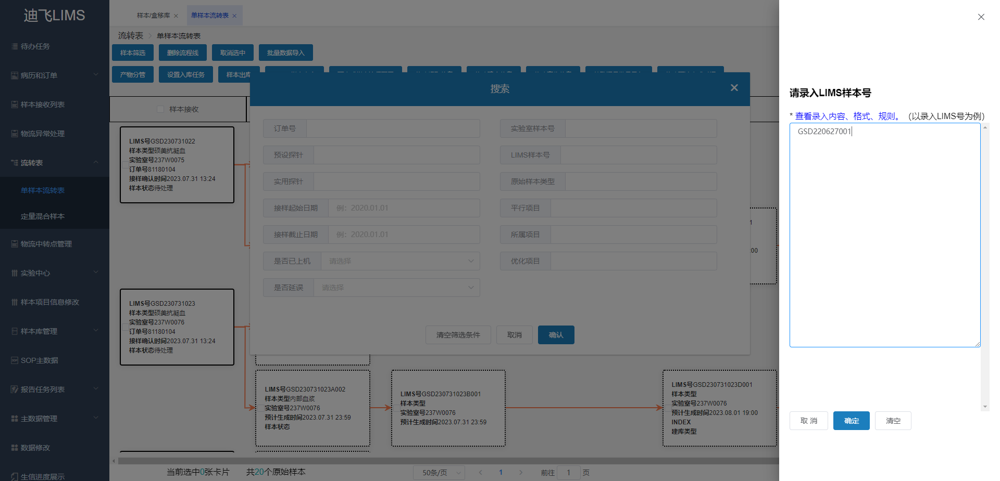 迪飞LIMS
待办任务
病历和订单
样本接收列表
物流异常处理
流转表
单样本流转表
定量混合样本
物流中转点管理
实验中心
样本项目信息修改
样本库管理
SOP主数据
报告任务列表
主数据管理
数据修改
生信进度展示
样本/盒移库
单样本流转表
流转表 > 单样本流转表
样本筛选
删除流程线
取消选中
批量数据导入
产物分管
设置入库任务
样本出库
样本接收
LIMS号GSD230731022
样本类型硕美抗凝血
实验室号237W0075
订单号81180104
接样确认时间2023.07.31 13:24
样本状态待处理
LIMS号GSD230731023
样本类型硕美抗凝血
实验室号237W0076
订单号81180104
接样确认时间2023.07.31 13:24
样本状态待处理
搜索
订单号
实验室样本号
预设探针
LIMS样本号
实用探针
原始样本类型
接样起始日期
例：2020.01.01
平行项目
接样截止日期
例：2020.01.01
所属项目
是否已上机
请选择
优化项目
是否延误
请选择
清空筛选条件
取消
确认
1
:00
LIMS号GSD230731023A002
样本类型内部血浆
实验室号237W0076
预计生成时间2023.07.31 23:59
样本状态
LIMS号GSD230731023B001
样本类型
实验室号237W0076
预计生成时间2023.07.31 23:59
LIMS号GSD230731023D001
样本类型
实验室号237W0076
预计生成时间2023.08.01 19:00
INDEX
建库类型
当前选中0张卡片
共20个原始样本
50条/页
1
前往 1 页
请录入LIMS样本号
* 查看录入内容、格式、规则。（以录入LIMS号为例）
GSD220627001
取 消
确定
清空